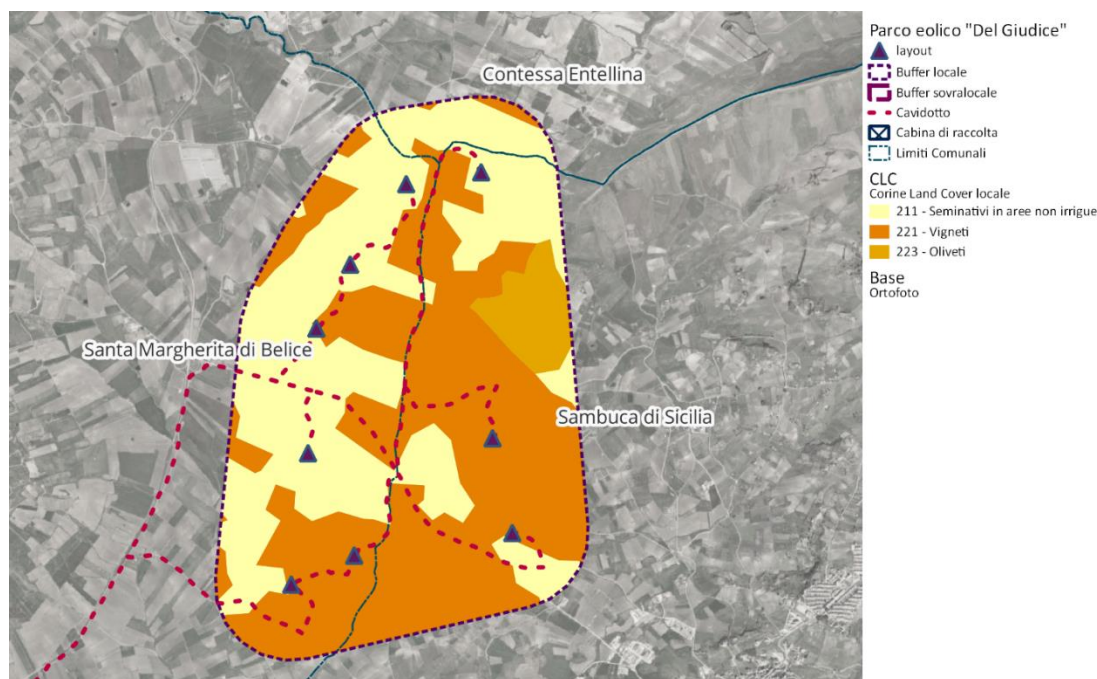 Contessa Entellina
Santa Margherita di Belice
Sambuca di Sicilia
Parco eolico "Del Giudice"
layout
Buffer locale
Buffer sovralocale
Cavidotto
Cabina di raccolta
Limiti Comunali
CLC
Corine Land Cover locale
211 - Seminativi in aree non irrigue
221 - Vigneti
223 - Oliveti
Base
Ortofoto